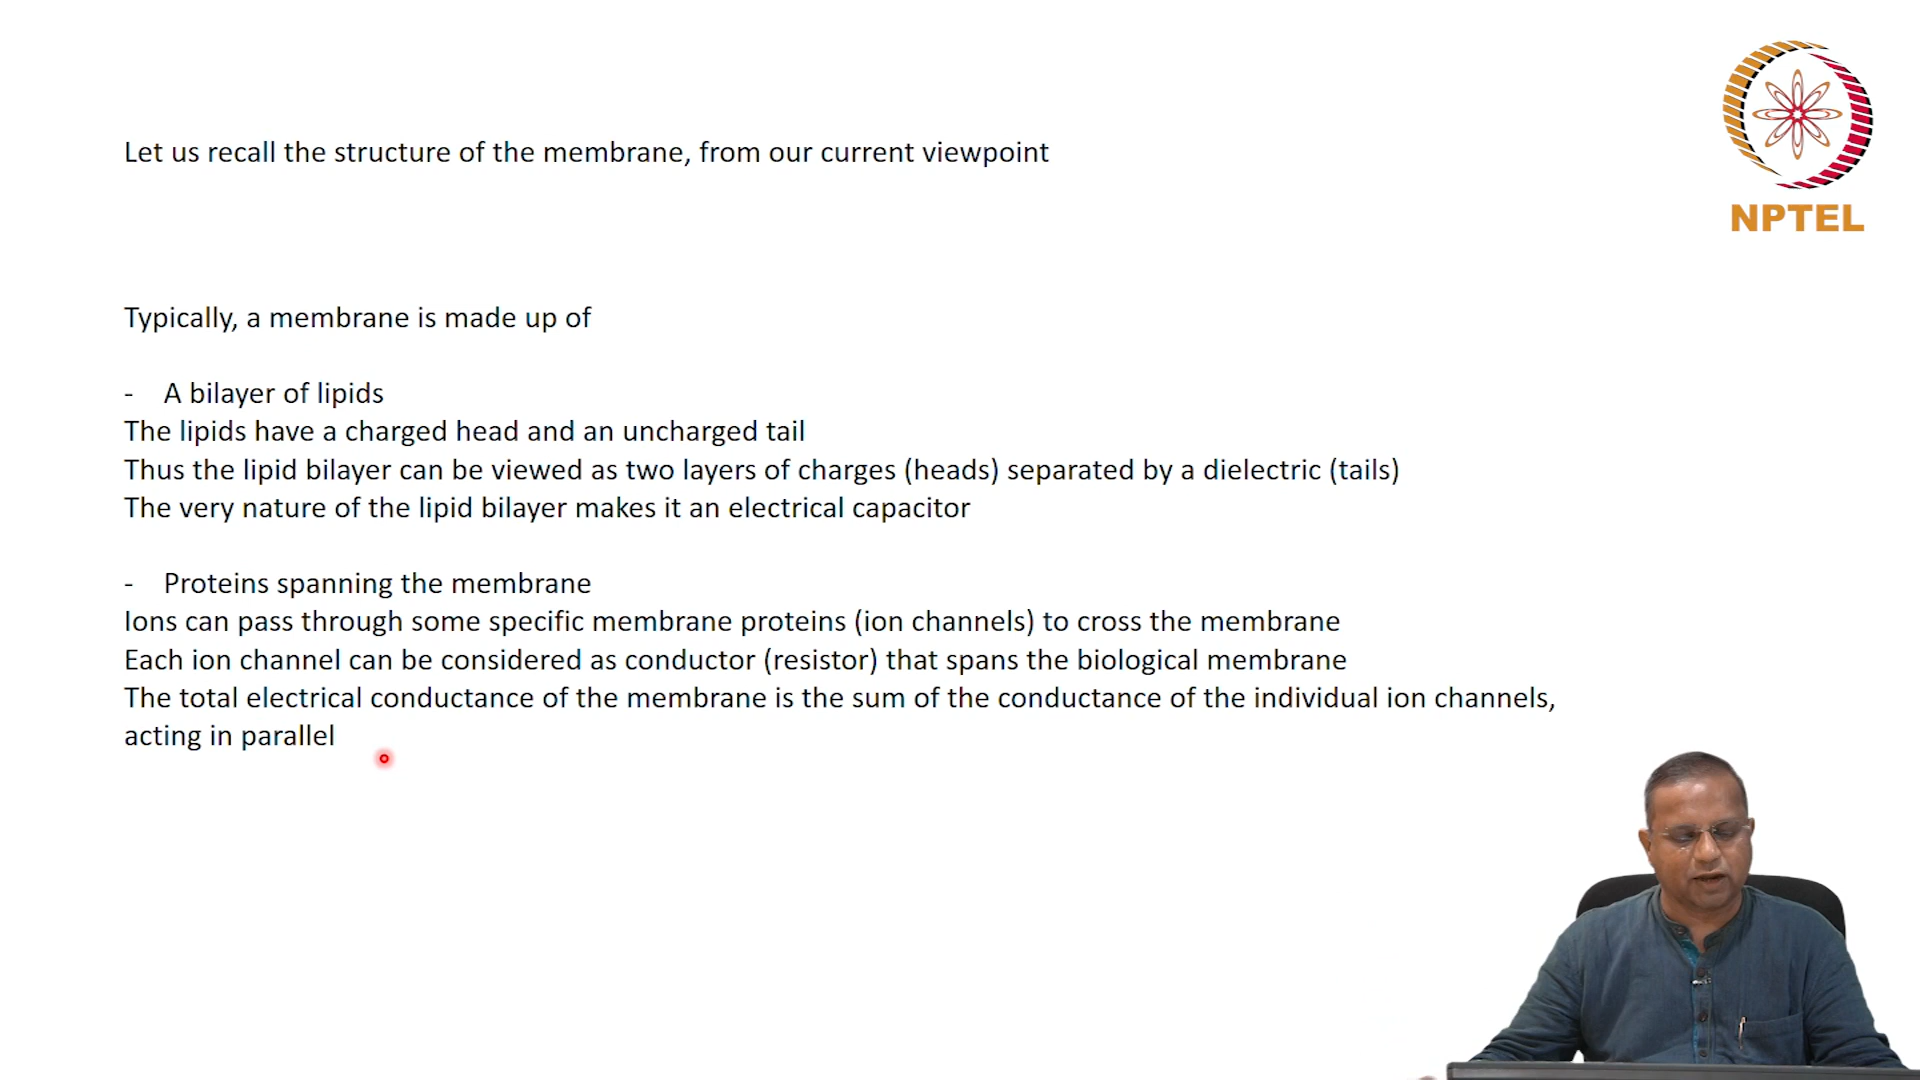 Let us recall the structure of the membrane, from our current viewpoint
NPTEL
Typically, a membrane is made up of
- A bilayer of lipids
The lipids have a charged head and an uncharged tail
Thus the lipid bilayer can be viewed as two layers of charges (heads) separated by a dielectric (tails)
The very nature of the lipid bilayer makes it an electrical capacitor
- Proteins spanning the membrane
Ions can pass through some specific membrane proteins (ion channels) to cross the membrane
Each ion channel can be considered as conductor (resistor) that spans the biological membrane
The total electrical conductance of the membrane is the sum of the conductance of the individual ion channels,
acting in parallel